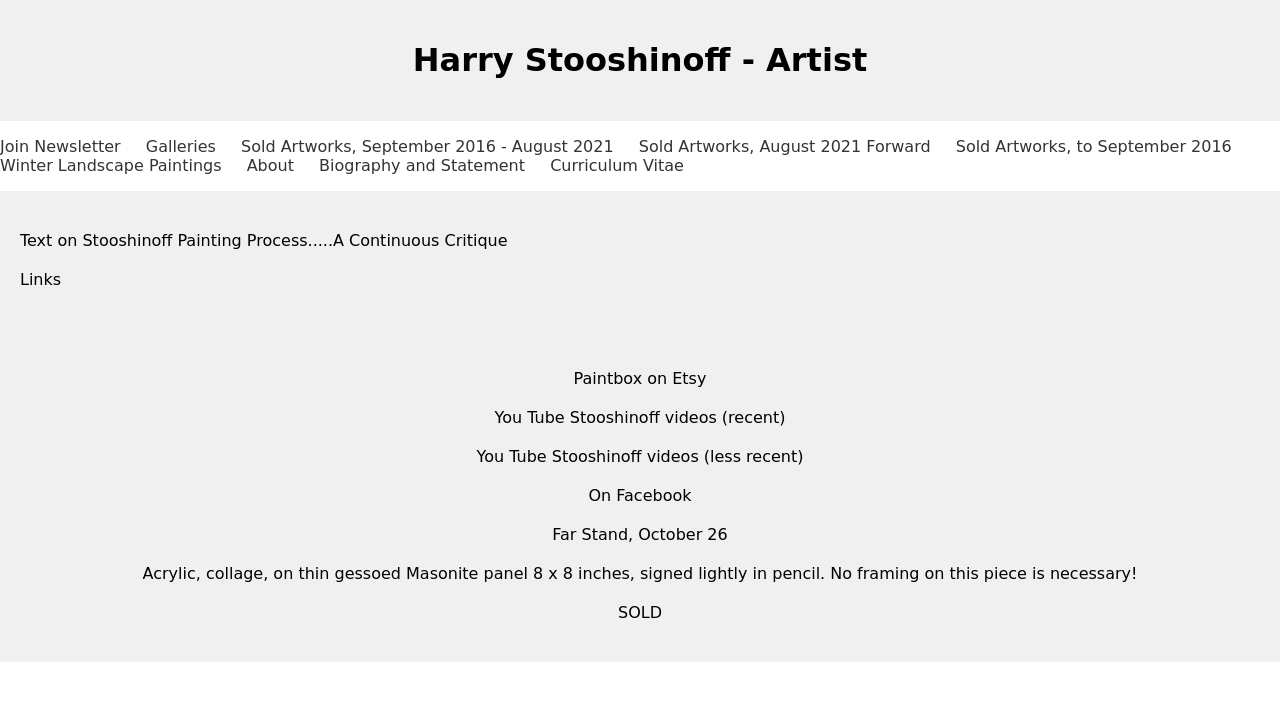 Harry Stooshinoff - Artist
Join Newsletter Galleries Sold Artworks, September 2016 - August 2021 Sold Artworks, August 2021 Forward Sold Artworks, to September 2016
Winter Landscape Paintings About Biography and Statement Curriculum Vitae
Text on Stooshinoff Painting Process.....A Continuous Critique
Links
Paintbox on Etsy
You Tube Stooshinoff videos (recent)
You Tube Stooshinoff videos (less recent)
On Facebook
Far Stand, October 26
Acrylic, collage, on thin gessoed Masonite panel 8 x 8 inches, signed lightly in pencil. No framing on this piece is necessary!
SOLD